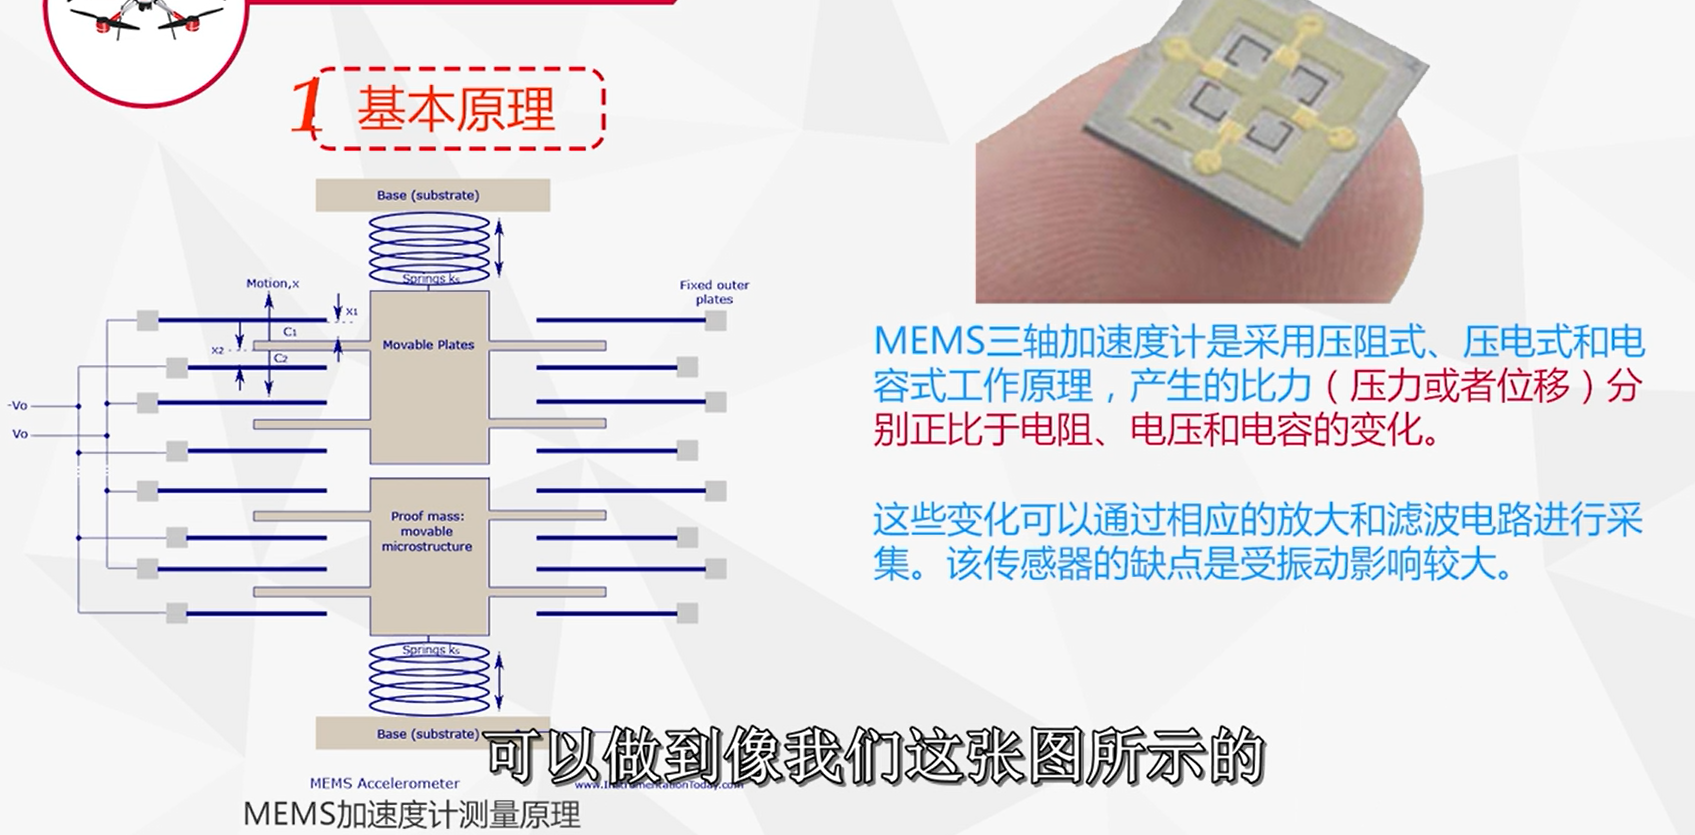 1 基本原理
Base (substrate)
Springs ks
Motion,x
Fixed outer
plates
X1
C1
X2
C2
Movable Plates
-Vo
Vo
Proof mass:
movable
microstructure
Springs ks
Base (substrate)
MEMS Accelerometer
www.InstrumentationToday.com
MEMS加速度计测量原理
MEMS三轴加速度计是采用压阻式、压电式和电
容式工作原理，产生的比力（压力或者位移）分
别正比于电阻、电压和电容的变化。
这些变化可以通过相应的放大和滤波电路进行采
集。该传感器的缺点是受振动影响较大。
可以做到像我们这张图所示的